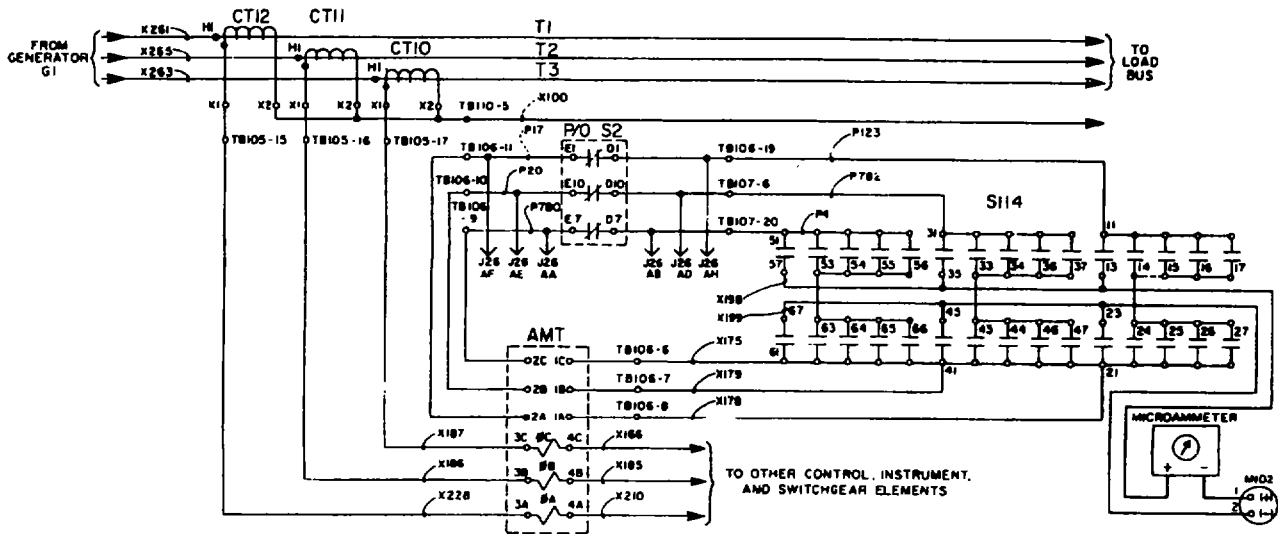 CT12 CT11
X261 H1 T1
FROM GENERATOR G1
X265 H1 CT10 T2
X263 H1 T3
TO LOAD BUS
X1 X2 X1 X2 X1 X2 TB110-5 X100
TB105-15 TB105-16 TB105-17
P17 P/O S2 P123
TB106-11 E1 D1 TB106-19
TB106-10 P20 E10 D10 TB107-6 P782
TB106-9 P780 E7 D7 TB107-20 P4
S114
J26 AF J26 AE J26 AA J26 AB J26 AD J26 AH
51 31 11
57 53 54 55 56 35 33 34 36 37 13 14 15 16 17
X198
X199 67 45 23
61 63 64 65 66 43 44 46 47 24 25 26 27
41 21
AMT
2C 1C TB106-6 X175
2B 1B TB106-7 X179
2A 1A TB106-8 X178
X187 3C ØC 4C X166
X186 3B ØB 4B X185
X228 3A ØA 4A X210
TO OTHER CONTROL, INSTRUMENT,
AND SWITCHGEAR ELEMENTS
MICROAMMETER
+ -
M102
1 (+)
2 (-)